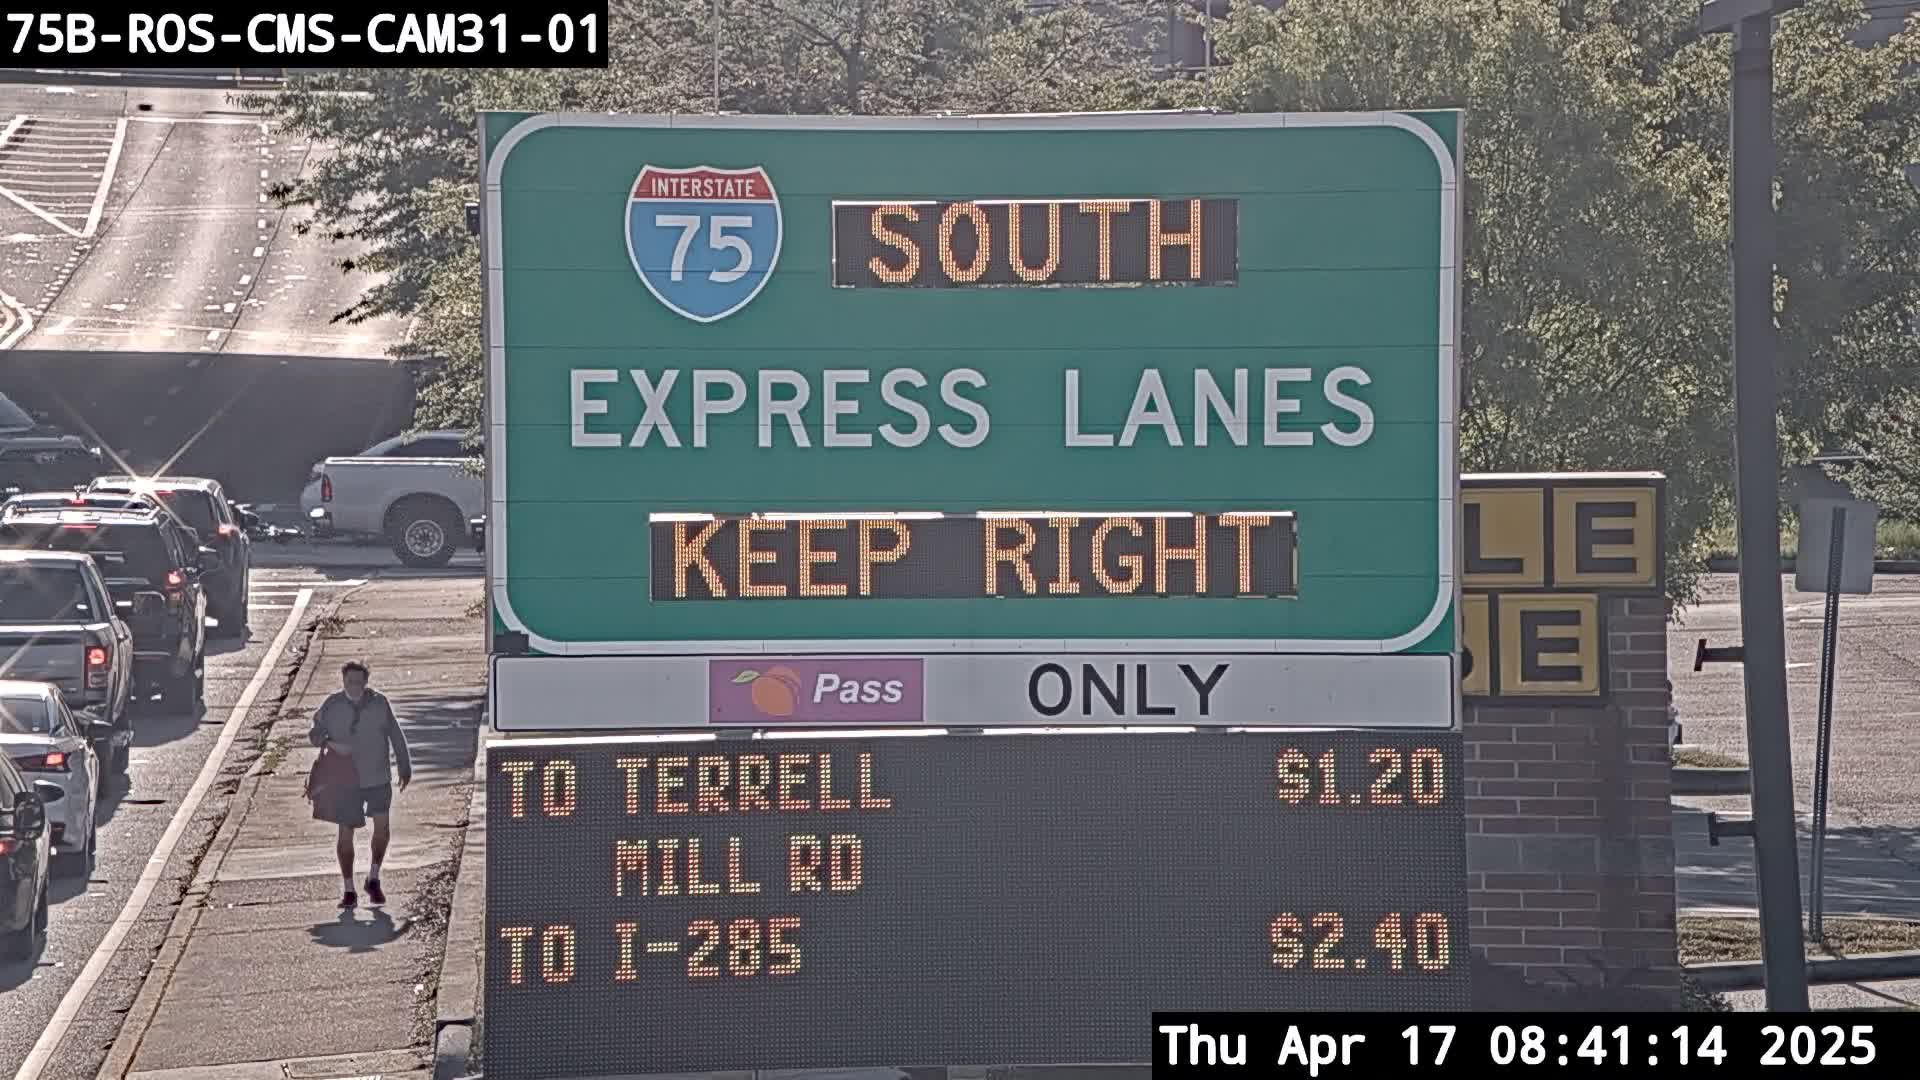 75B-ROS-CMS-CAM31-01
INTERSTATE
75
SOUTH
EXPRESS LANES
KEEP RIGHT
Pass ONLY
TO TERRELL $1.20
MILL RD
TO I-285 $2.40
LE
E
Thu Apr 17 08:41:14 2025